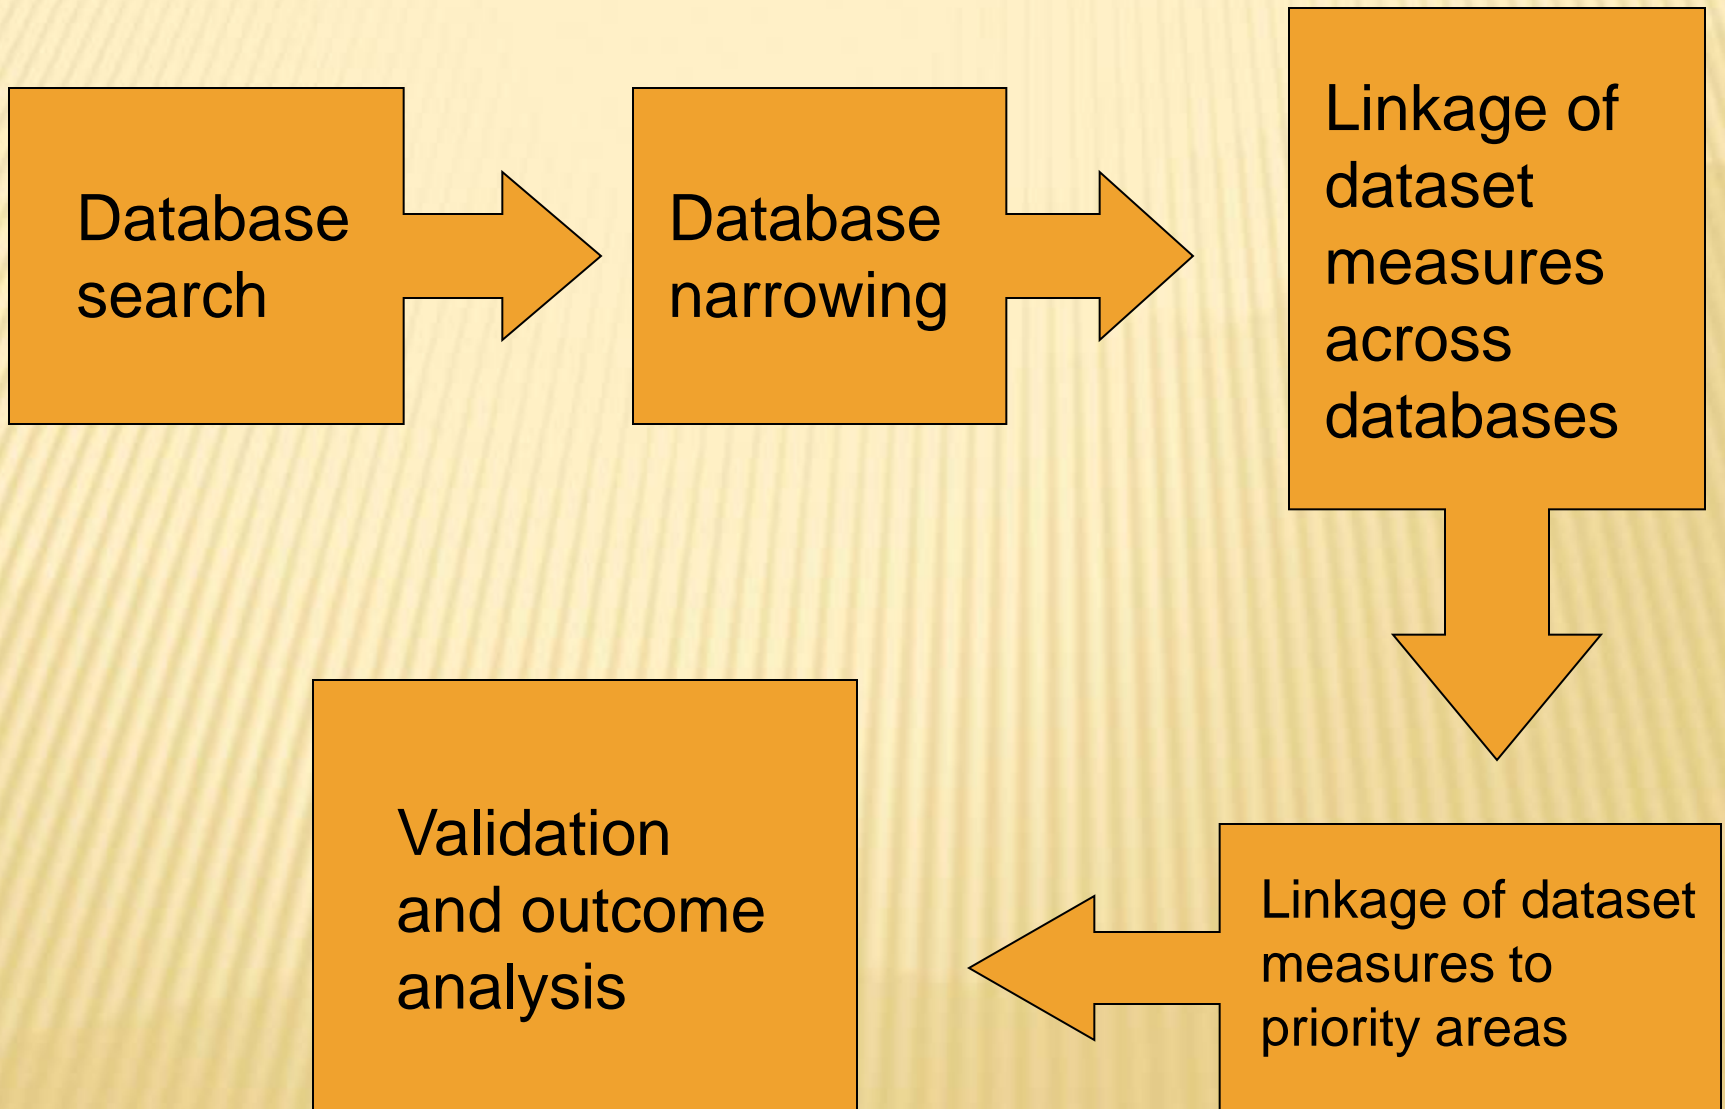 Database
search
Database
narrowing
Linkage of
dataset
measures
across
databases
Linkage of dataset
measures to
priority areas
Validation
and outcome
analysis